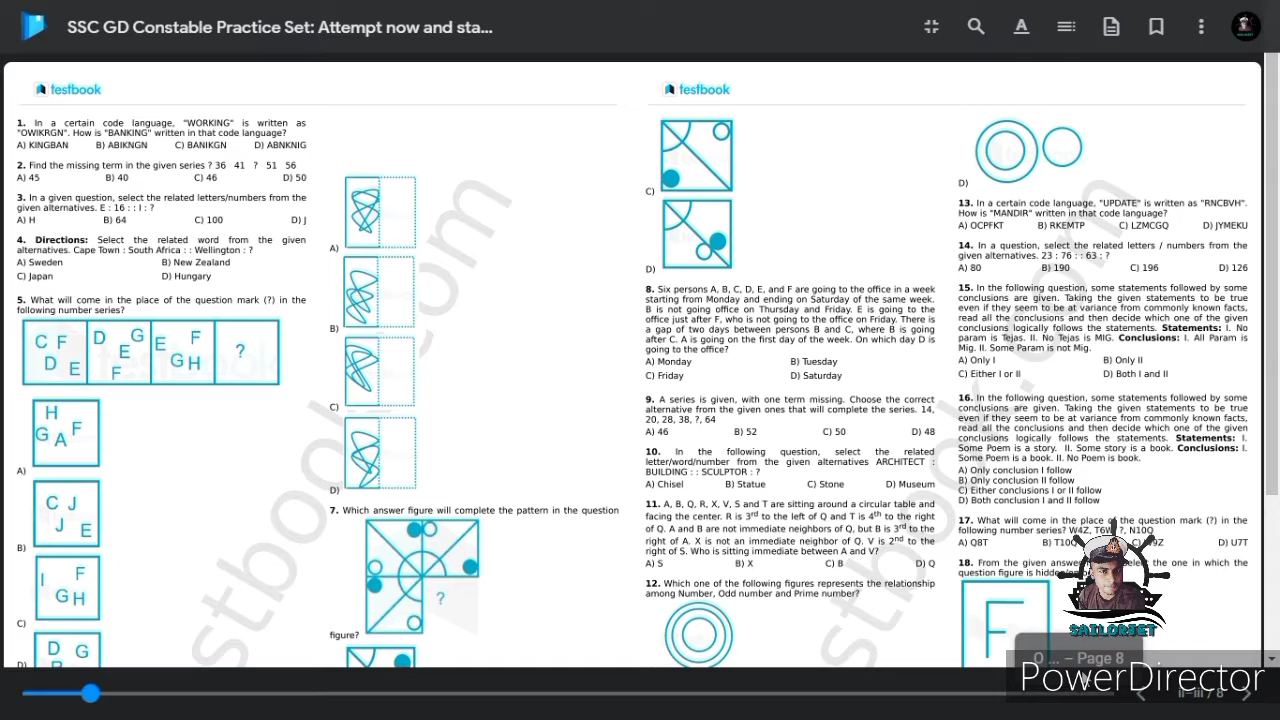 SSC GD Constable Practice Set: Attempt now and sta...
testbook
1. In a certain code language, "WORKING" is written as
"OWIKRGN". How is "BANKING" written in that code language?
A) KINGBAN B) ABIKNGN C) BANIKGN D) ABNKNIG
2. Find the missing term in the given series ? 36 41 ? 51 56
A) 45 B) 40 C) 46 D) 50
3. In a given question, select the related letters/numbers from the
given alternatives. E : 16 : : I : ?
A) H B) 64 C) 100 D) J
4. Directions: Select the related word from the given
alternatives. Cape Town : South Africa : : Wellington : ?
A) Sweden B) New Zealand
C) Japan D) Hungary
5. What will come in the place of the question mark (?) in the
following number series?
C F D G E F
D E E F G H ?
H
G A F
A)
C J
J E
B)
I F
G H
C)
D G
D)
A)
B)
C)
D)
7. Which answer figure will complete the pattern in the question
?
figure?
testbook
C)
D)
8. Six persons A, B, C, D, E, and F are going to the office in a week
starting from Monday and ending on Saturday of the same week.
B is not going office on Thursday and Friday. E is going to the
office just after F, who is not going to the office on Friday. There
is a gap of two days between persons B and C, where B is going
after C. A is going on the first day of the week. On which day D is
going to the office?
A) Monday B) Tuesday
C) Friday D) Saturday
9. A series is given, with one term missing. Choose the correct
alternative from the given ones that will complete the series. 14,
20, 28, 38, ?, 64
A) 46 B) 52 C) 50 D) 48
10. In the following question, select the related
letter/word/number from the given alternatives ARCHITECT :
BUILDING : : SCULPTOR : ?
A) Chisel B) Statue C) Stone D) Museum
11. A, B, Q, R, X, V, S and T are sitting around a circular table and
facing the center. R is 3rd to the left of Q and T is 4th to the right
of Q. A and B are not immediate neighbors of Q, but B is 3rd to the
right of A. X is not an immediate neighbor of Q. V is 2nd to the
right of S. Who is sitting immediate between A and V?
A) S B) X C) B D) Q
12. Which one of the following figures represents the relationship
among Number, Odd number and Prime number?
D)
13. In a certain code language, "UPDATE" is written as "RNCBVH".
How is "MANDIR" written in that code language?
A) OCPFKT B) RKEMTP C) LZMCGQ D) JYMEKU
14. In a question, select the related letters / numbers from the
given alternatives. 23 : 76 : : 63 : ?
A) 80 B) 190 C) 196 D) 126
15. In the following question, some statements followed by some
conclusions are given. Taking the given statements to be true
even if they seem to be at variance from commonly known facts,
read all the conclusions and then decide which one of the given
conclusions logically follows the statements. Statements: I. No
param is Tejas. II. No Tejas is MIG. Conclusions: I. All Param is
Mig. II. Some Param is not Mig.
A) Only I B) Only II
C) Either I or II D) Both I and II
16. In the following question, some statements followed by some
conclusions are given. Taking the given statements to be true
even if they seem to be at variance from commonly known facts,
read all the conclusions and then decide which one of the given
conclusions logically follows the statements. Statements: I.
Some Poem is a story. II. Some story is a book. Conclusions: I.
Some Poem is a book. II. No Poem is book.
A) Only conclusion I follow
B) Only conclusion II follow
C) Either conclusions I or II follow
D) Both conclusion I and II follow
17. What will come in the place of the question mark (?) in the
following number series? W4Z, ?, N10Q
A) Q8T B) T10Q D) U7T
18. From the given the one in which the
question figure is
SAILORJET
Page 8
PowerDirector